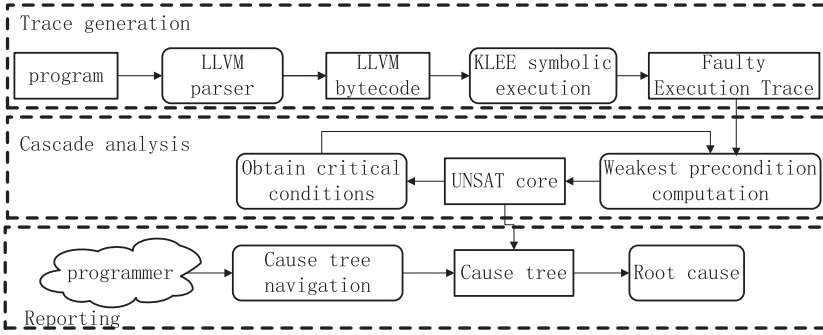 Trace generation
program
LLVM
parser
LLVM
bytecode
KLEE symbolic
execution
Faulty
Execution Trace
Cascade analysis
Obtain critical
conditions
UNSAT core
Weakest precondition
computation
programmer
Cause tree
navigation
Cause tree
Root cause
Reporting